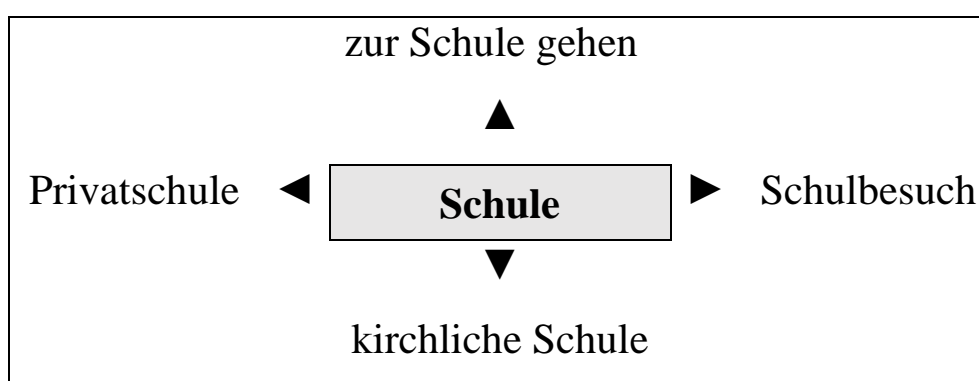 zur Schule gehen
Privatschule ◄ Schule ► Schulbesuch
kirchliche Schule